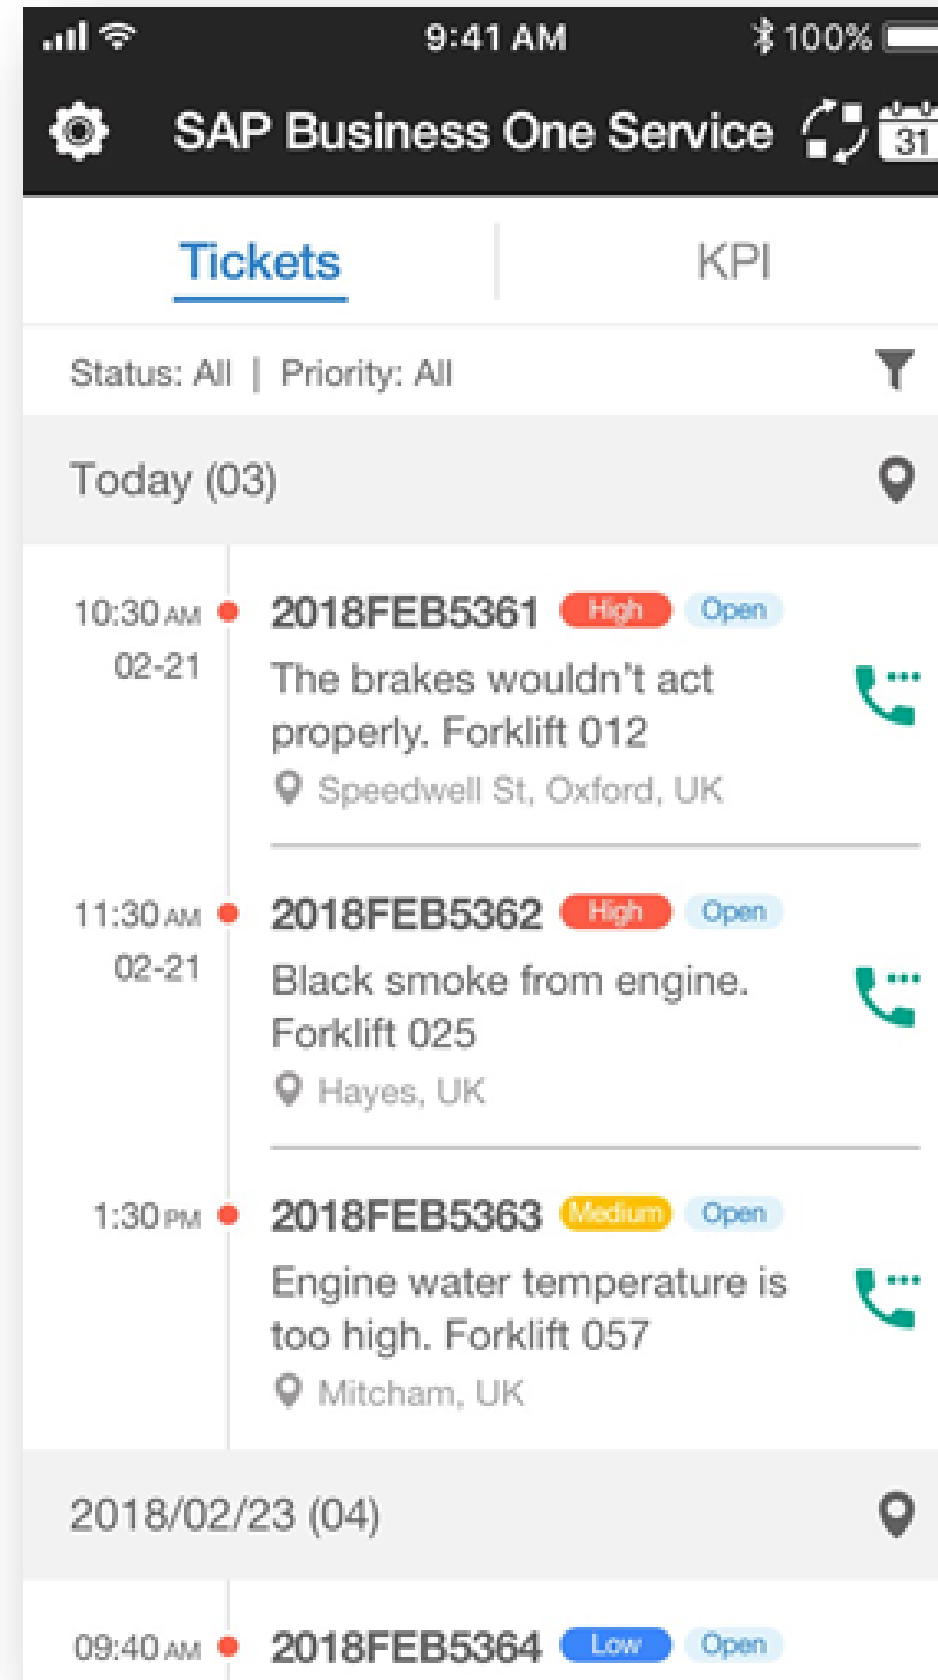 9:41 AM 100%
SAP Business One Service 31
Tickets KPI
Status: All | Priority: All
Today (03)
10:30 AM 2018FEB5361 High Open
02-21
The brakes wouldn't act
properly. Forklift 012
Speedwell St, Oxford, UK
11:30 AM 2018FEB5362 High Open
02-21
Black smoke from engine.
Forklift 025
Hayes, UK
1:30 PM 2018FEB5363 Medium Open
Engine water temperature is
too high. Forklift 057
Mitcham, UK
2018/02/23 (04)
09:40 AM 2018FEB5364 Low Open